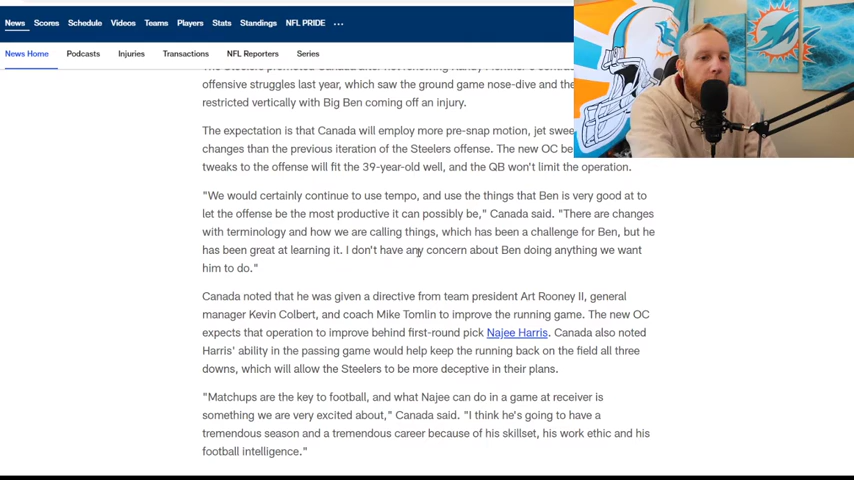 News Scores Schedule Videos Teams Players Stats Standings NFL PRIDE ...
News Home Podcasts Injuries Transactions NFL Reporters Series
offensive struggles last year, which saw the ground game nose-dive and the
restricted vertically with Big Ben coming off an injury.
The expectation is that Canada will employ more pre-snap motion, jet swee
changes than the previous iteration of the Steelers offense. The new OC be
tweaks to the offense will fit the 39-year-old well, and the QB won't limit the operation.
"We would certainly continue to use tempo, and use the things that Ben is very good at to
let the offense be the most productive it can possibly be," Canada said. "There are changes
with terminology and how we are calling things, which has been a challenge for Ben, but he
has been great at learning it. I don't have any concern about Ben doing anything we want
him to do."
Canada noted that he was given a directive from team president Art Rooney II, general
manager Kevin Colbert, and coach Mike Tomlin to improve the running game. The new OC
expects that operation to improve behind first-round pick Najee Harris. Canada also noted
Harris' ability in the passing game would help keep the running back on the field all three
downs, which will allow the Steelers to be more deceptive in their plans.
"Matchups are the key to football, and what Najee can do in a game at receiver is
something we are very excited about," Canada said. "I think he's going to have a
tremendous season and a tremendous career because of his skillset, his work ethic and his
football intelligence."